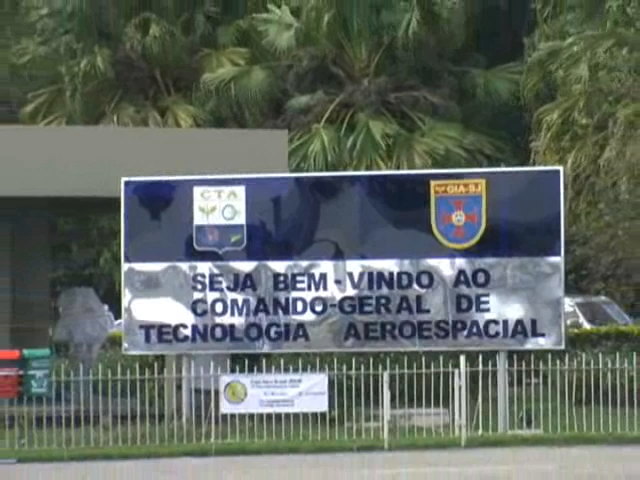 CTA
GIA-SJ
SEJA BEM-VINDO AO
COMANDO-GERAL DE
TECNOLOGIA AEROESPACIAL